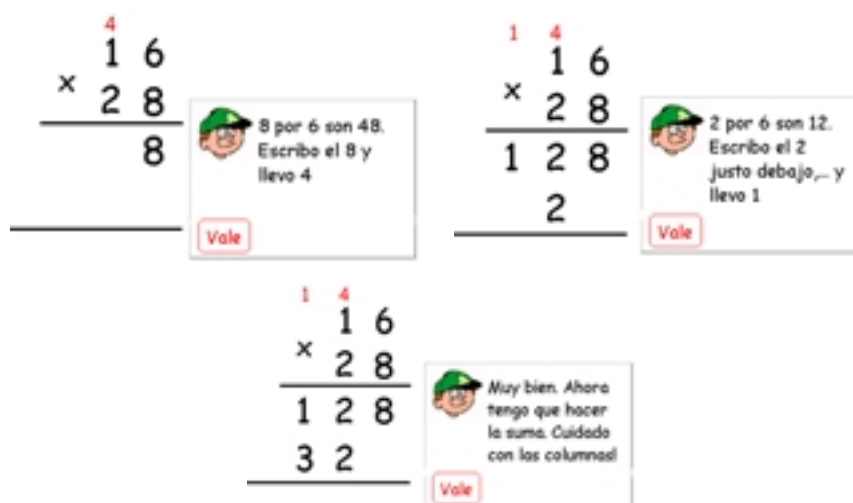 4
1 6
x 2 8
8
8 por 6 son 48.
Escribo el 8 y
llevo 4
Vale
1 4
1 6
x 2 8
1 2 8
2
2 por 6 son 12.
Escribo el 2
justo debajo,... y
llevo 1
Vale
1 4
1 6
x 2 8
1 2 8
3 2
Muy bien. Ahora
tengo que hacer
la suma. Cuidado
con las columnas!
Vale